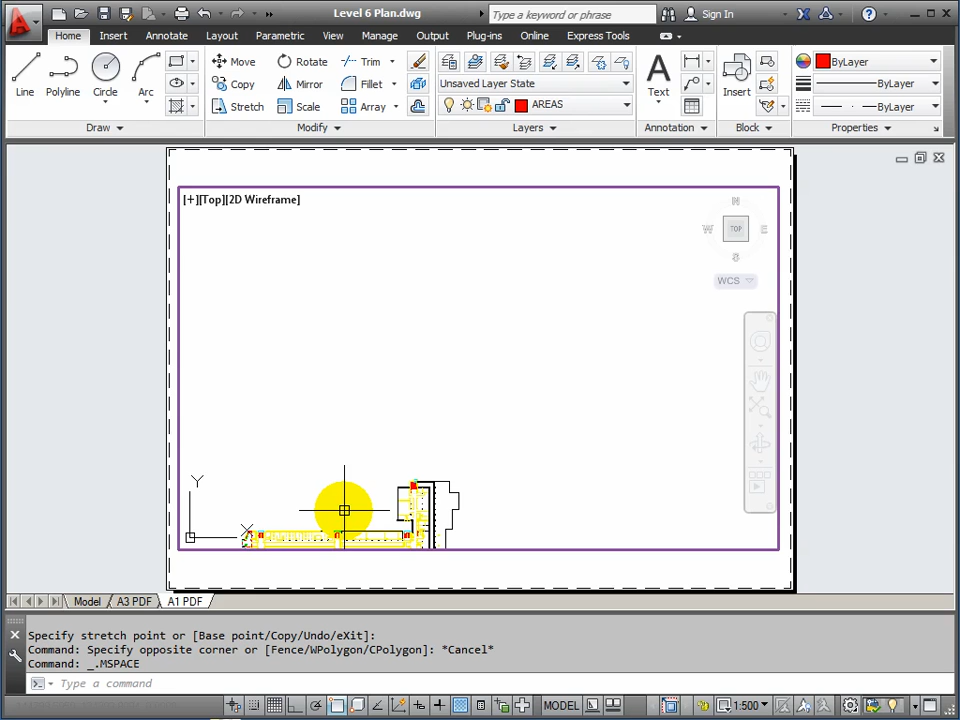 Level 6 Plan.dwg
Type a keyword or phrase
Sign In
Home Insert Annotate Layout Parametric View Manage Output Plug-ins Online Express Tools
Line Polyline Circle Arc
Move Rotate Trim
Copy Mirror Fillet
Stretch Scale Array
Unsaved Layer State
AREAS
Text Insert
ByLayer
ByLayer
ByLayer
Draw Modify Layers Annotation Block Properties
[+][Top][2D Wireframe]
N
W TOP E
S
WCS
Y
Model A3 PDF A1 PDF
Specify stretch point or [Base point/Copy/Undo/eXit]:
Command: Specify opposite corner or [Fence/WPolygon/CPolygon]: *Cancel*
Command: _.MSPACE
Type a command
MODEL 1:500